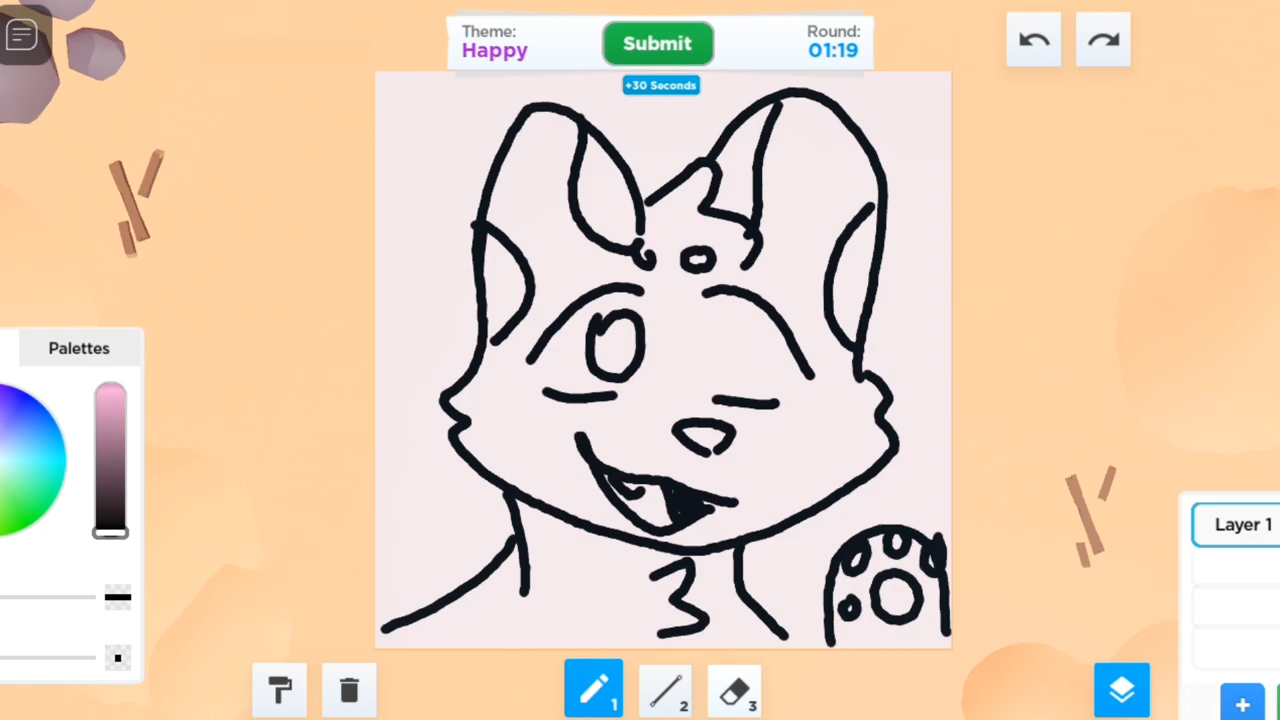 Theme:
Happy
Submit
Round:
01:19
+30 Seconds
Palettes
Layer 1
1
2
3
+